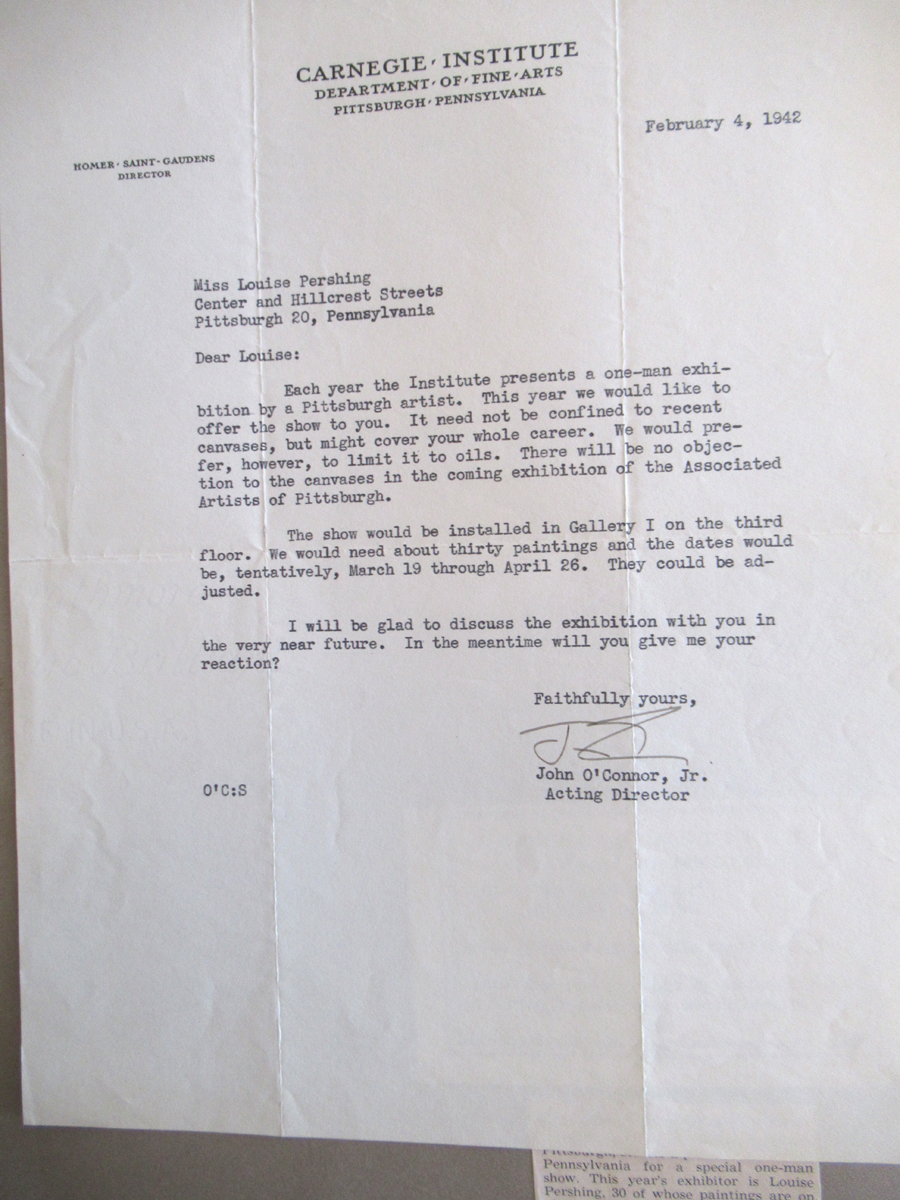 CARNEGIE · INSTITUTE
DEPARTMENT · OF · FINE · ARTS
PITTSBURGH · PENNSYLVANIA
February 4, 1942
HOMER · SAINT-GAUDENS
DIRECTOR
Miss Louise Pershing
Center and Hillcrest Streets
Pittsburgh 20, Pennsylvania
Dear Louise:
Each year the Institute presents a one-man exhi-
bition by a Pittsburgh artist. This year we would like to
offer the show to you. It need not be confined to recent
canvases, but might cover your whole career. We would pre-
fer, however, to limit it to oils. There will be no objec-
tion to the canvases in the coming exhibition of the Associated
Artists of Pittsburgh.
The show would be installed in Gallery I on the third
floor. We would need about thirty paintings and the dates would
be, tentatively, March 19 through April 26. They could be ad-
justed.
I will be glad to discuss the exhibition with you in
the very near future. In the meantime will you give me your
reaction?
Faithfully yours,
John O'Connor, Jr.
Acting Director
O'C:S
Pittsburgh,
Pennsylvania for a special one-man
show. This year's exhibitor is Louise
Pershing, 30 of whose paintings are on